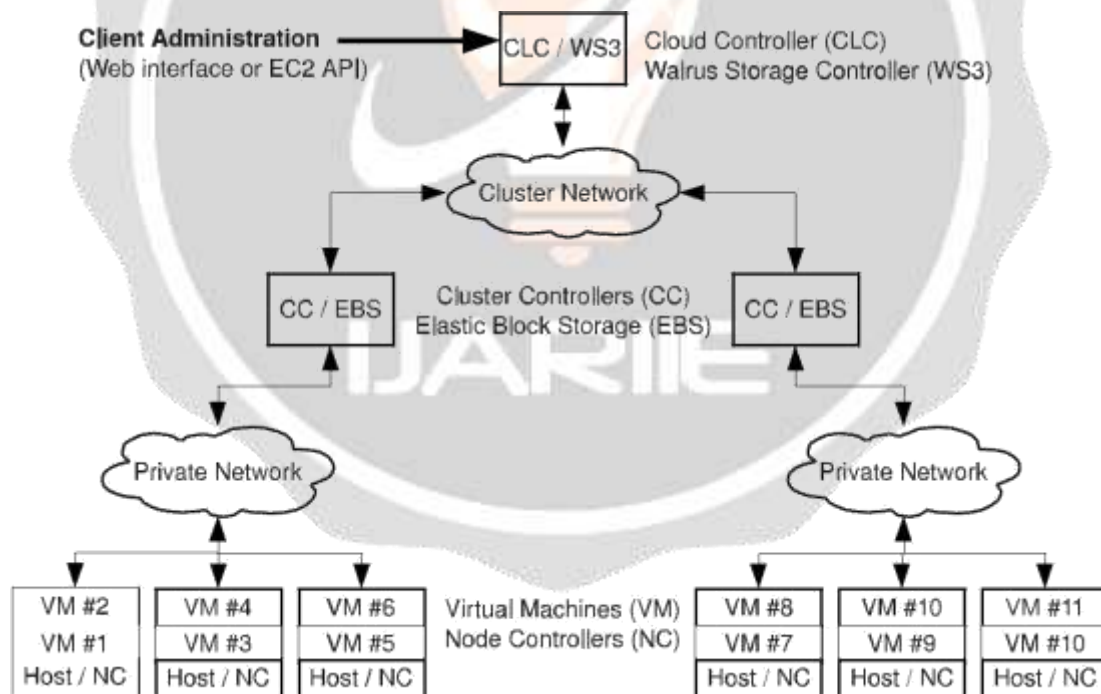 Client Administration
(Web interface or EC2 API)
CLC / WS3
Cloud Controller (CLC)
Walrus Storage Controller (WS3)
Cluster Network
CC / EBS
Cluster Controllers (CC)
Elastic Block Storage (EBS)
CC / EBS
IJARIIE
Private Network
Private Network
VM #2
VM #1
Host / NC
VM #4
VM #3
Host / NC
VM #6
VM #5
Host / NC
Virtual Machines (VM)
Node Controllers (NC)
VM #8
VM #7
Host / NC
VM #10
VM #9
Host / NC
VM #11
VM #10
Host / NC